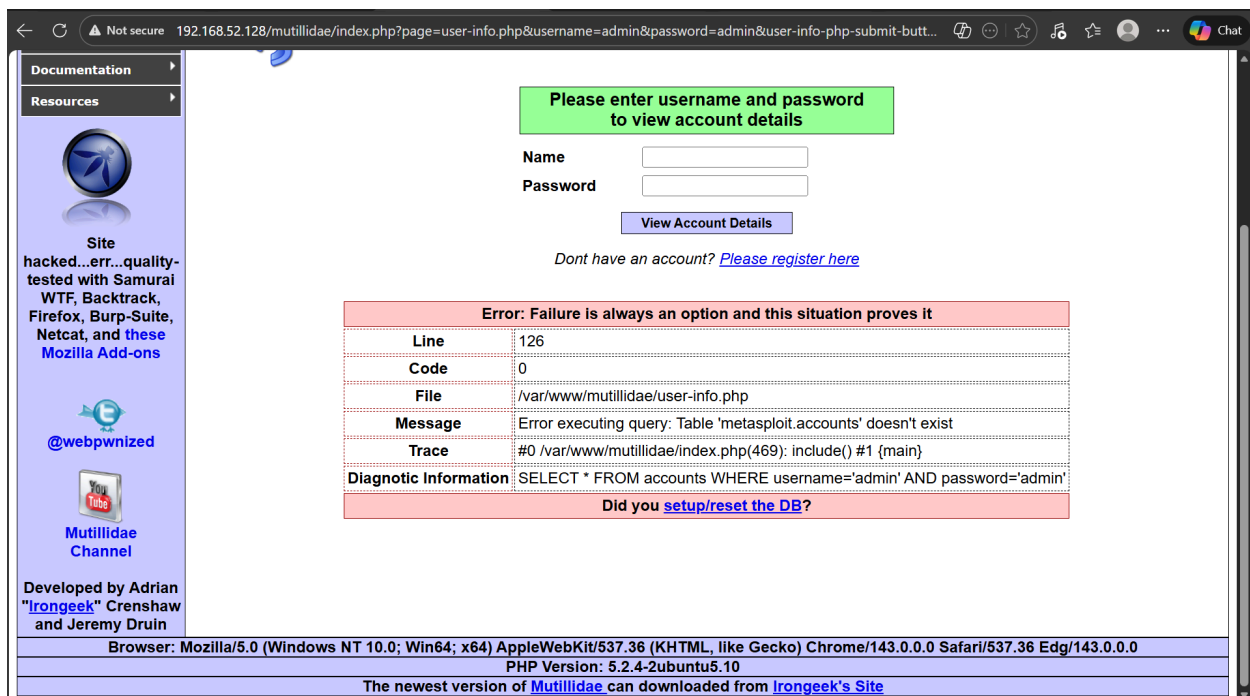 Not secure 192.168.52.128/mutillidae/index.php?page=user-info.php&username=admin&password=admin&user-info-php-submit-butt...
Chat
Documentation
Resources
Site
hacked...err...quality-
tested with Samurai
WTF, Backtrack,
Firefox, Burp-Suite,
Netcat, and these
Mozilla Add-ons
@webpwnized
You
Tube
Mutillidae
Channel
Developed by Adrian
"Irongeek" Crenshaw
and Jeremy Druin
Please enter username and password
to view account details
Name
Password
View Account Details
Dont have an account? Please register here
Error: Failure is always an option and this situation proves it
Line 126
Code 0
File /var/www/mutillidae/user-info.php
Message Error executing query: Table 'metasploit.accounts' doesn't exist
Trace #0 /var/www/mutillidae/index.php(469): include() #1 {main}
Diagnostic Information SELECT * FROM accounts WHERE username='admin' AND password='admin'
Did you setup/reset the DB?
Browser: Mozilla/5.0 (Windows NT 10.0; Win64; x64) AppleWebKit/537.36 (KHTML, like Gecko) Chrome/143.0.0.0 Safari/537.36 Edg/143.0.0.0
PHP Version: 5.2.4-2ubuntu5.10
The newest version of Mutillidae can downloaded from Irongeek's Site